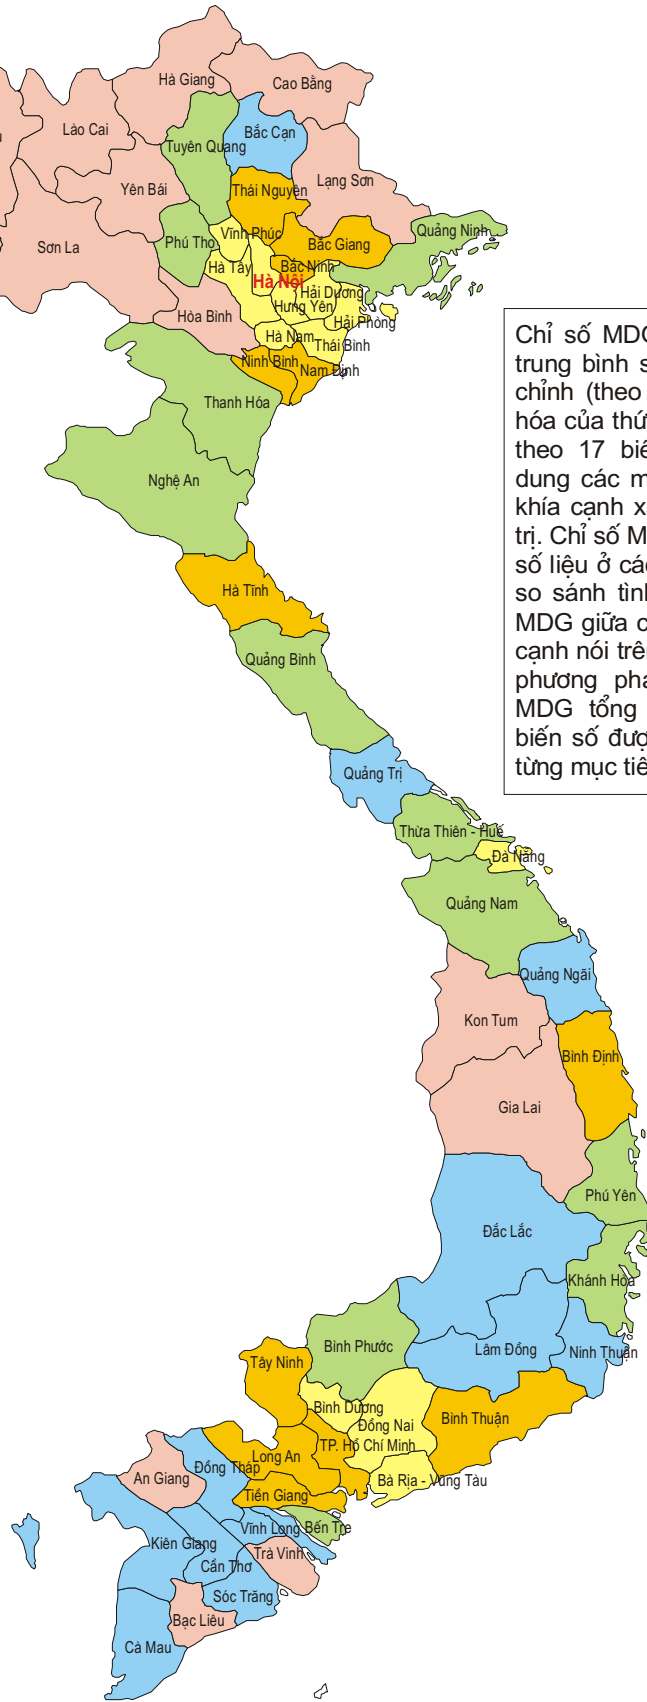 Hà Giang
Cao Bằng
Lào Cai
Bắc Cạn
Tuyên Quang
Yên Bái
Thái Nguyên
Lạng Sơn
Sơn La
Phú Thọ
Vĩnh Phúc
Bắc Giang
Quảng Ninh
Hà Tây
Bắc Ninh
Hà Nội
Hải Dương
Hưng Yên
Hòa Bình
Hải Phòng
Hà Nam
Thái Bình
Ninh Bình
Nam Định
Thanh Hóa
Nghệ An
Hà Tĩnh
Quảng Bình
Quảng Trị
Thừa Thiên - Huế
Đà Nẵng
Quảng Nam
Quảng Ngãi
Kon Tum
Bình Định
Gia Lai
Phú Yên
Đắc Lắc
Khánh Hòa
Bình Phước
Lâm Đồng
Ninh Thuận
Tây Ninh
Bình Dương
Đồng Nai
Bình Thuận
TP. Hồ Chí Minh
Long An
Đồng Tháp
An Giang
Bà Rịa - Vũng Tàu
Tiền Giang
Vĩnh Long
Bến Tre
Kiên Giang
Trà Vinh
Cần Thơ
Sóc Trăng
Bạc Liêu
Cà Mau
Chỉ số MDG
trung bình s
chỉnh (theo
hóa của thứ
theo 17 biế
dung các m
khía cạnh x
trị. Chỉ số M
số liệu ở các
so sánh tình
MDG giữa c
cạnh nói trên
phương phá
MDG tổng
biến số đượ
từng mục tiê